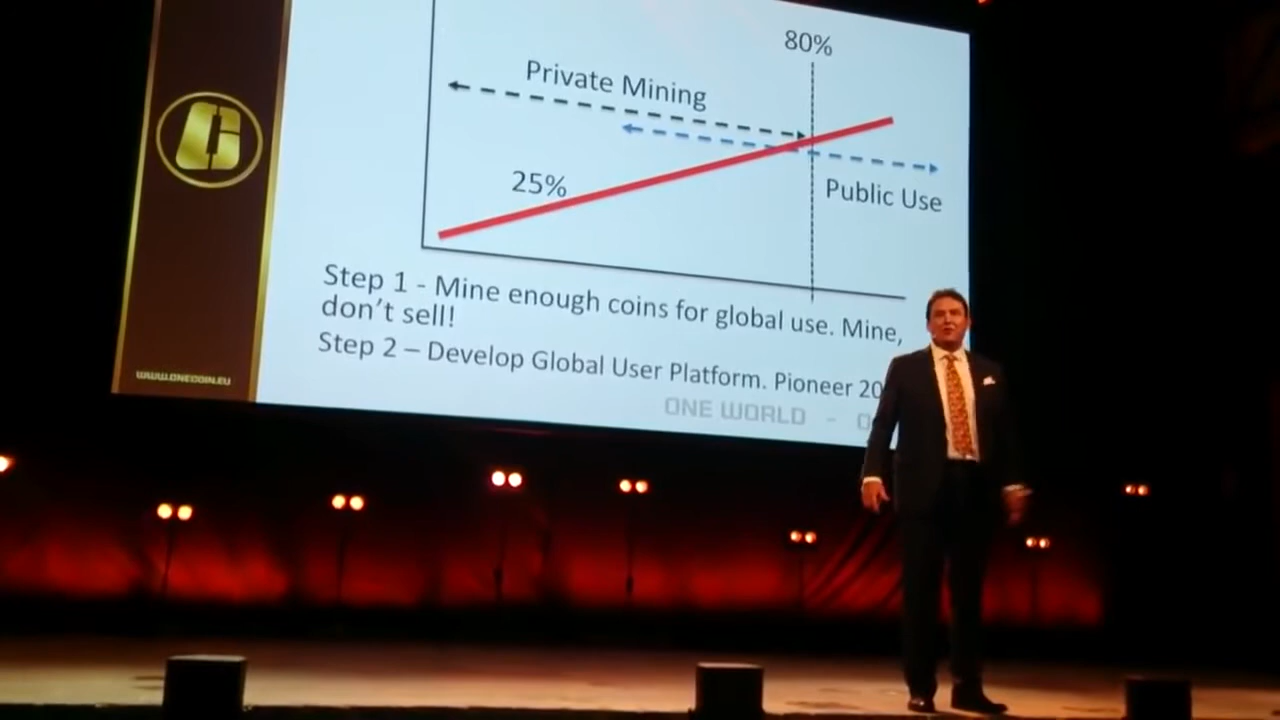 80%
Private Mining
25%
Public Use
Step 1 - Mine enough coins for global use. Mine,
don't sell!
Step 2 – Develop Global User Platform. Pioneer
WWW.ONECOIN.EU
ONE WORLD -